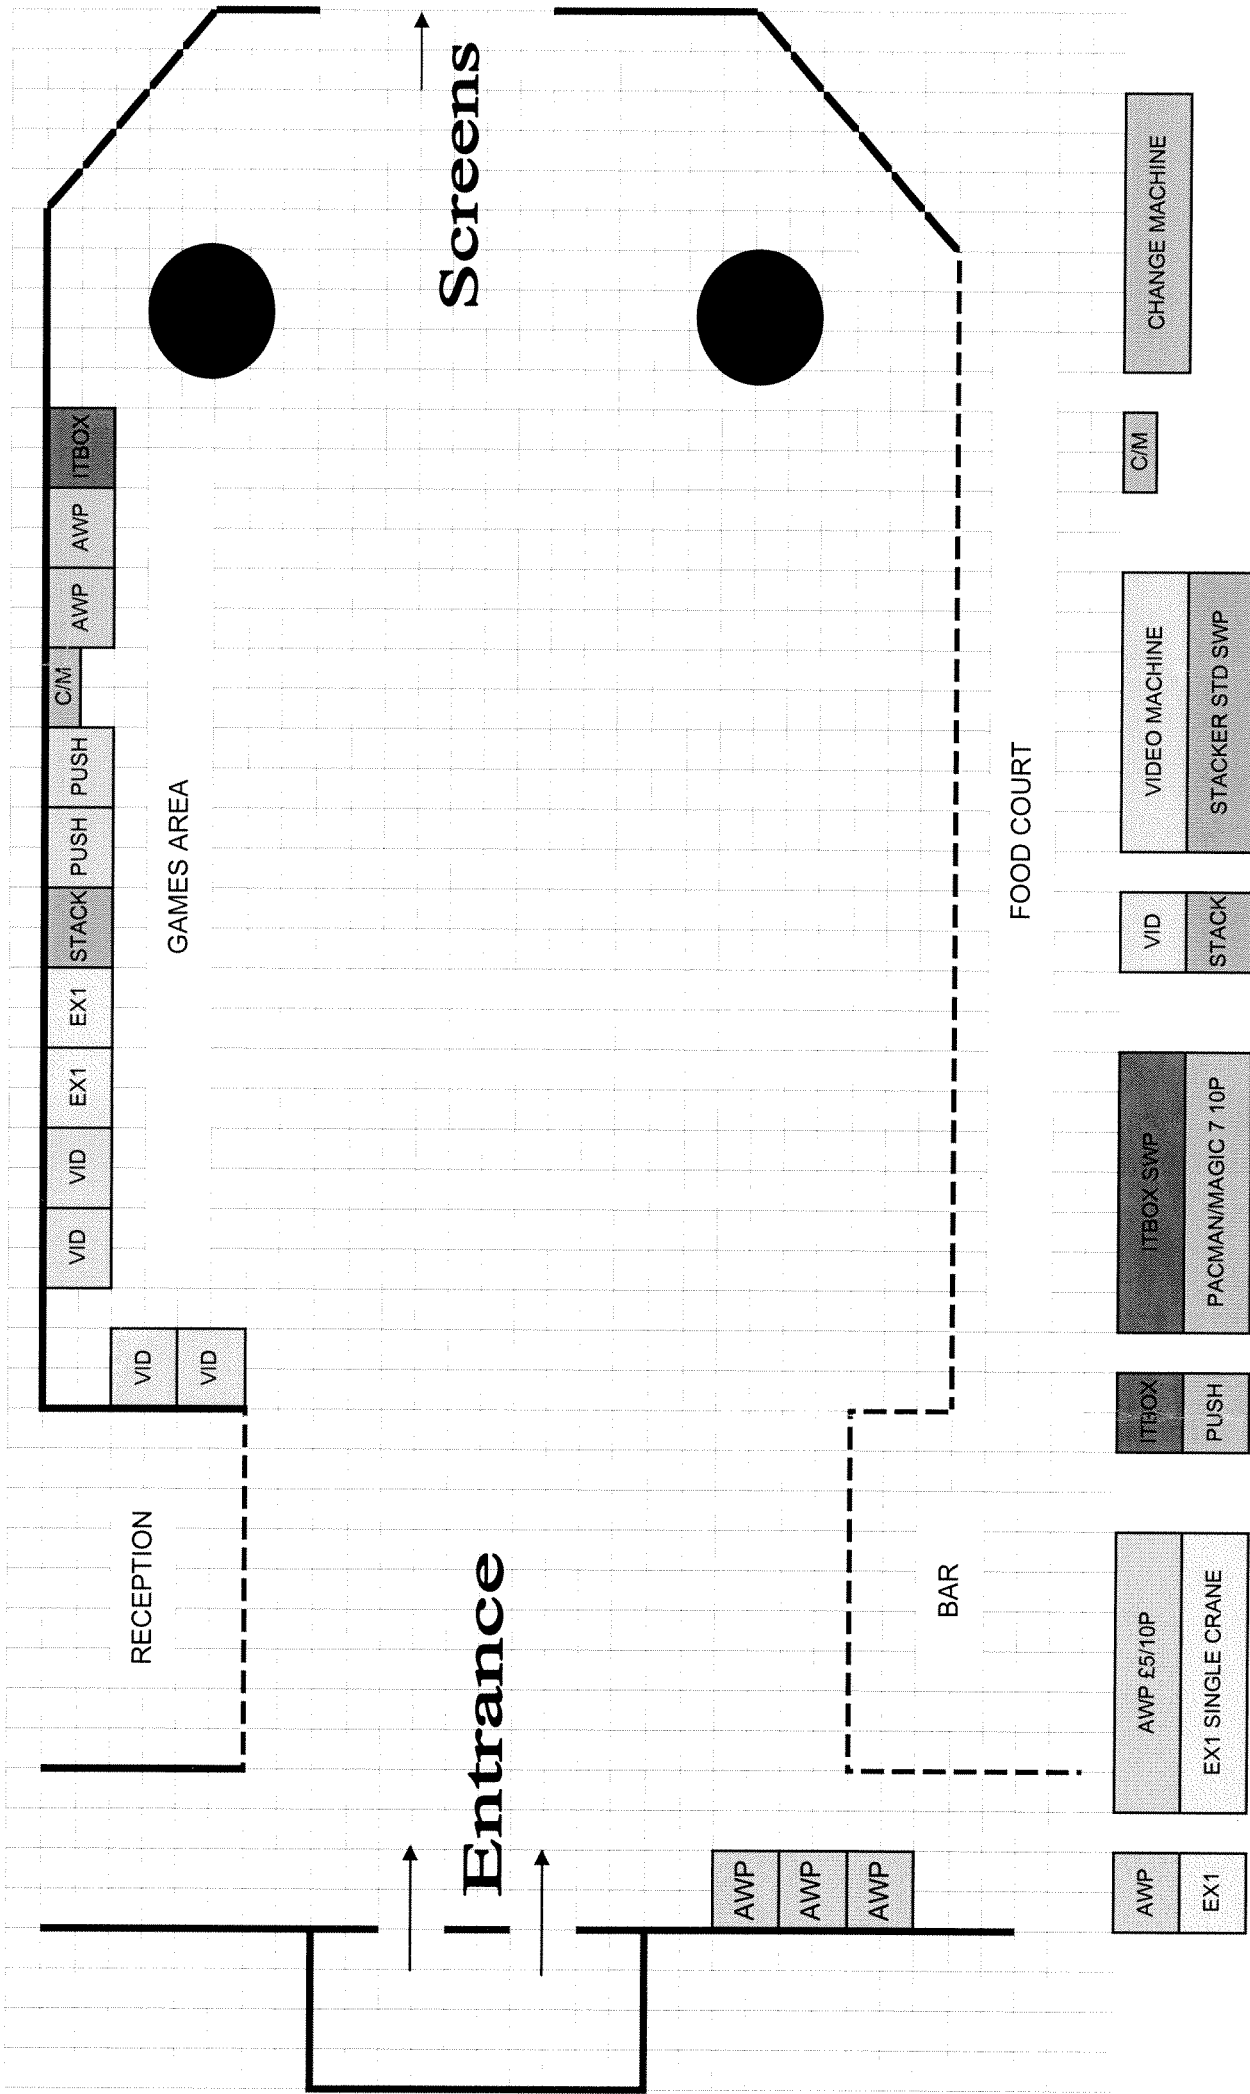 VID
VID
EX1
EX1
STACK
PUSH
PUSH
C/M
AWP
AWP
ITBOX
VID
VID
RECEPTION
GAMES AREA
Entrance
Screens
AWP
AWP
AWP
BAR
FOOD COURT
AWP
AWP £5/10P
ITBOX
ITBOX SWP
VID
VIDEO MACHINE
C/M
CHANGE MACHINE
EX1
EX1 SINGLE CRANE
PUSH
PACMAN/MAGIC 7 10P
STACK
STACKER STD SWP